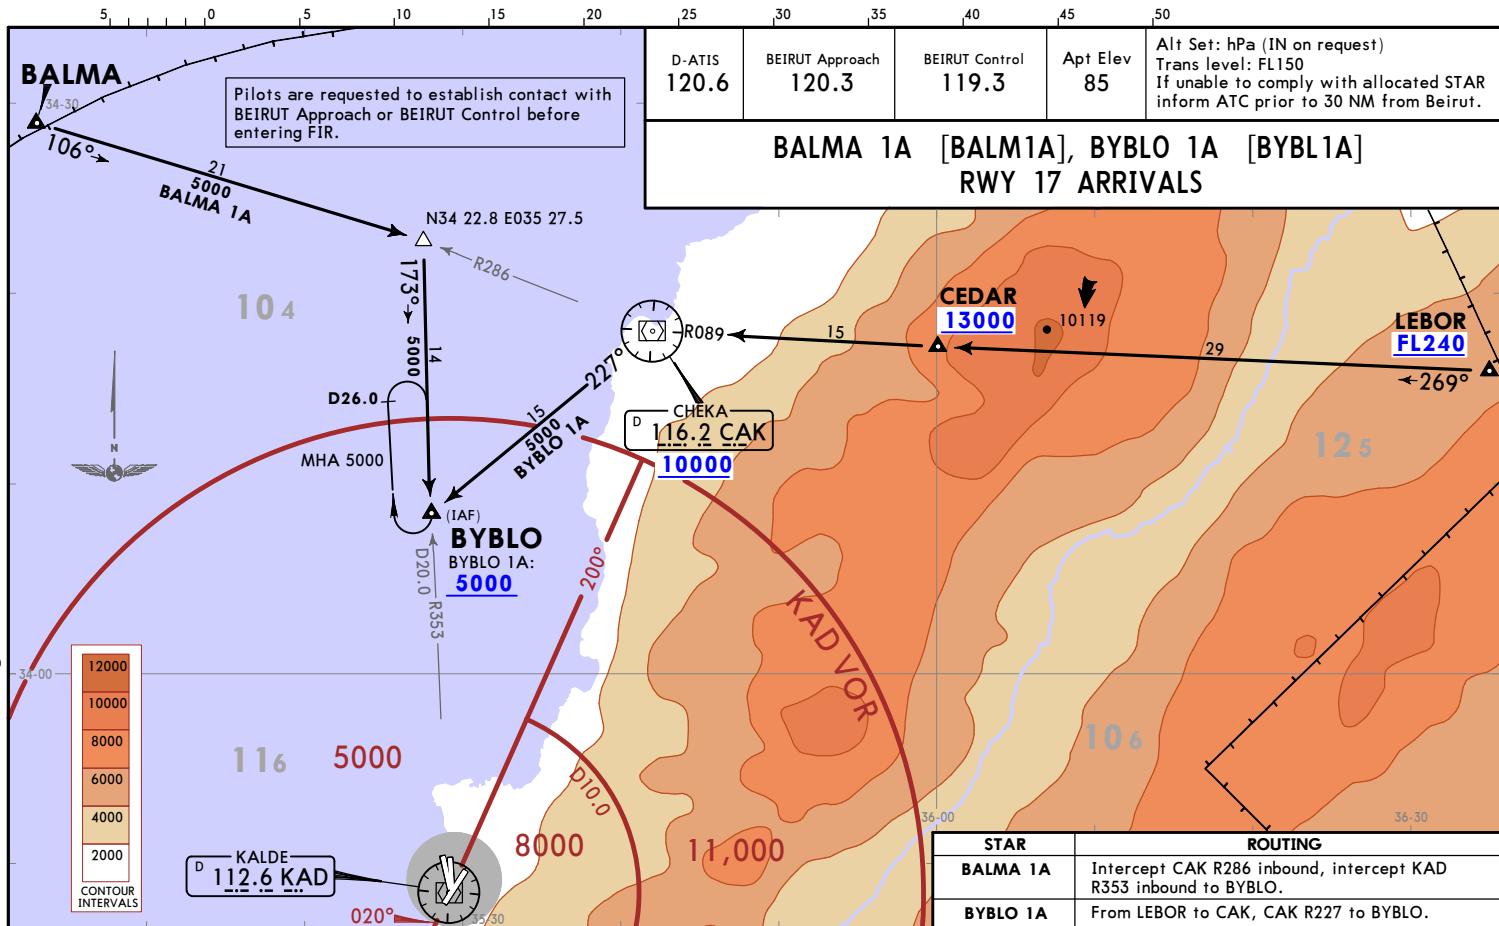 5 0 5 10 15 20 25 30 35 40 45 50
D-ATIS
120.6
BEIRUT Approach
120.3
BEIRUT Control
119.3
Apt Elev
85
Alt Set: hPa (IN on request)
Trans level: FL150
If unable to comply with allocated STAR
inform ATC prior to 30 NM from Beirut.
BALMA 1A [BALM1A], BYBLO 1A [BYBL1A]
RWY 17 ARRIVALS
BALMA
34-30
Pilots are requested to establish contact with
BEIRUT Approach or BEIRUT Control before
entering FIR.
106°
21
5000
BALMA 1A
N34 22.8 E035 27.5
R286
173°
5000
14
104
CEDAR
13000
10119
LEBOR
FL240
R089
15
29
269°
227°
15
5000
BYBLO 1A
CHEKA
D 116.2 CAK
10000
D26.0
MHA 5000
N
125
(IAF)
BYBLO
BYBLO 1A:
5000
D20.0 R353
200°
KAD VOR
34-00
12000
10000
8000
6000
4000
2000
CONTOUR
INTERVALS
116
5000
106
D10.0
8000
11,000
36-00
36-30
KALDE
D 112.6 KAD
020°
35-30
STAR ROUTING
BALMA 1A Intercept CAK R286 inbound, intercept KAD
R353 inbound to BYBLO.
BYBLO 1A From LEBOR to CAK, CAK R227 to BYBLO.